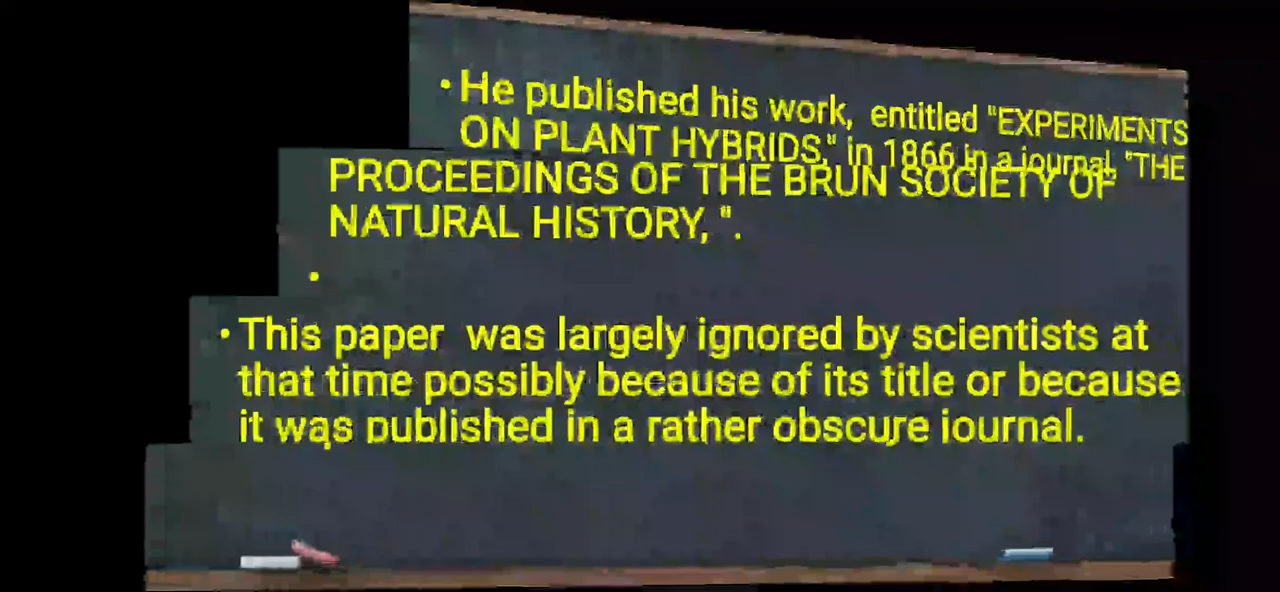 • He published his work, entitled "EXPERIMENTS
ON PLANT HYBRIDS," in 1866 in a journal, "THE
PROCEEDINGS OF THE BRUN SOCIETY OF
NATURAL HISTORY, ".
•
• This paper was largely ignored by scientists at
that time possibly because of its title or because
it was published in a rather obscure journal.